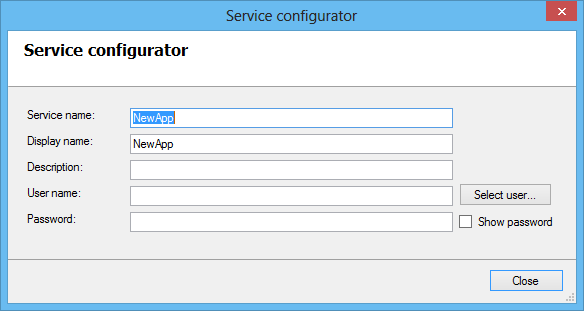 Service configurator
Service configurator
Service name: NewApp
Display name: NewApp
Description:
User name: Select user...
Password: Show password
Close